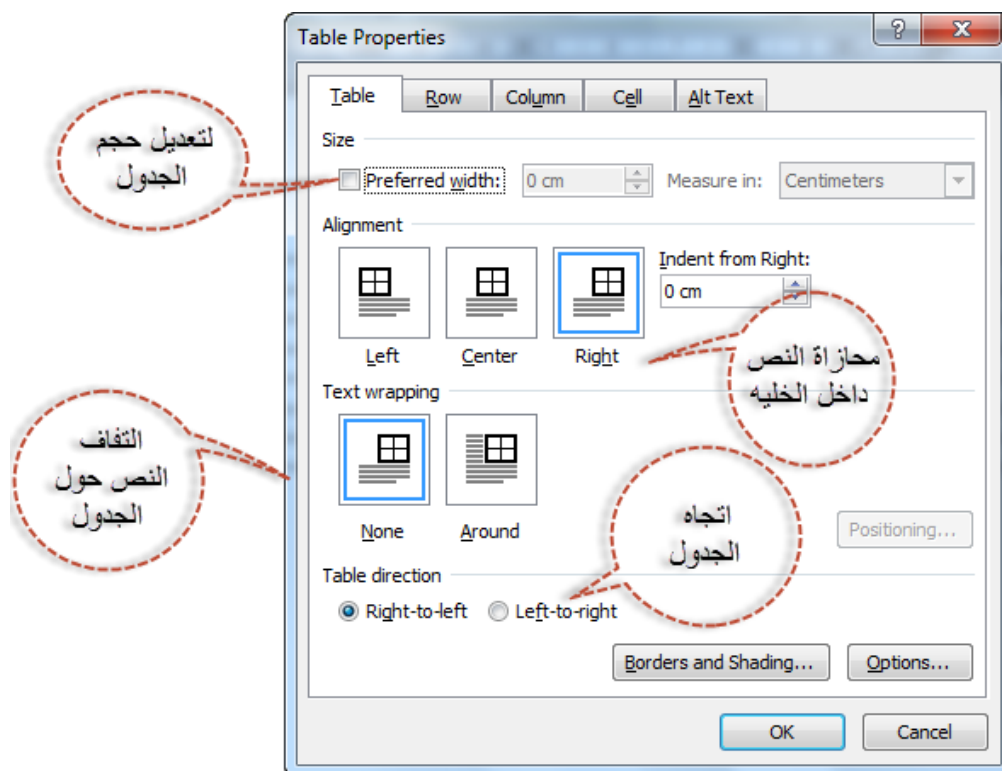 Table Properties
Table
Row
Column
Cell
Alt Text
لتعديل حجم
الجدول
Size
Preferred width:
0 cm
Measure in:
Centimeters
Alignment
Indent from Right:
0 cm
Left
Center
Right
محازاة النص
داخل الخليه
Text wrapping
التفاف
النص حول
الجدول
None
Around
اتجاه
الجدول
Positioning...
Table direction
Right-to-left
Left-to-right
Borders and Shading...
Options...
OK
Cancel